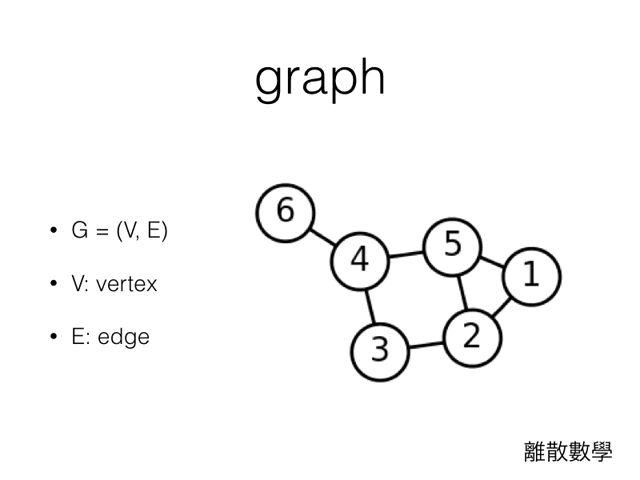 graph
• G = (V, E)
• V: vertex
• E: edge
6
4
5
1
3
2
離散數學